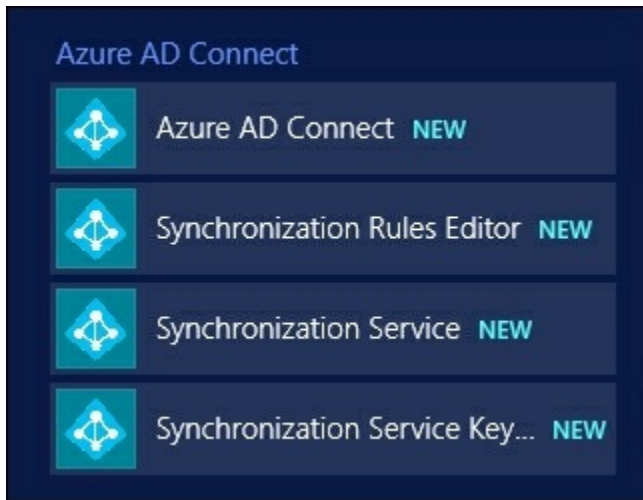 Azure AD Connect
Azure AD Connect NEW
Synchronization Rules Editor NEW
Synchronization Service NEW
Synchronization Service Key... NEW